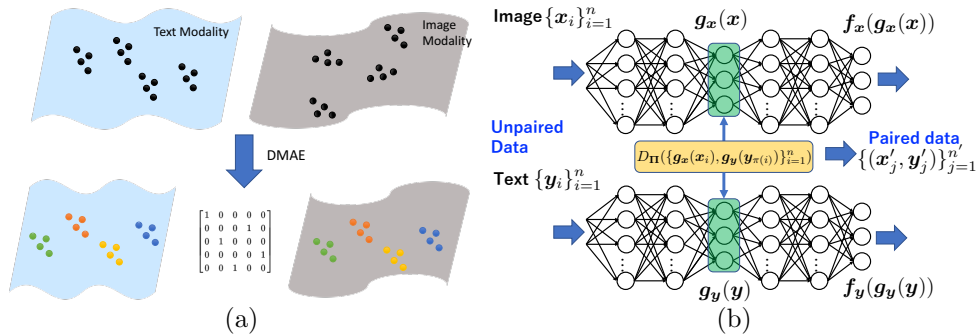 Text Modality
Image
Modality
DMAE
1 0 0 0 0
0 0 0 1 0
0 1 0 0 0
0 0 0 0 1
0 0 1 0 0
(a)
Image {x_i}_{i=1}^n
g_x(x)
f_x(g_x(x))
Unpaired
Data
D_Π({g_x(x_i), g_y(y_{π(i)})}_{i=1}^n)
Paired data
{(x'_j, y'_j)}_{j=1}^{n'}
Text {y_i}_{i=1}^n
g_y(y)
f_y(g_y(y))
(b)